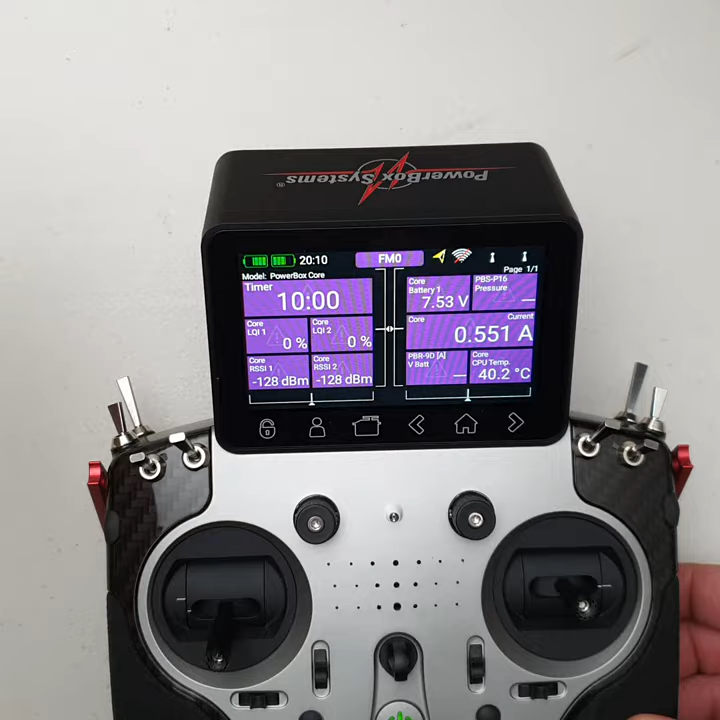 PowerBoxSystems®
20:10
FM0
Page 1/1
Model: PowerBox Core
Timer
10:00
Core
LQI 1
0 %
Core
LQI 2
0 %
Core
RSSI 1
-128 dBm
Core
RSSI 2
-128 dBm
Core
Battery 1
7.53 V
PBS-P16
Pressure
—
Core
Current
0.551 A
PBR-9D [A]
V Batt
—
Core
CPU Temp.
40.2 °C